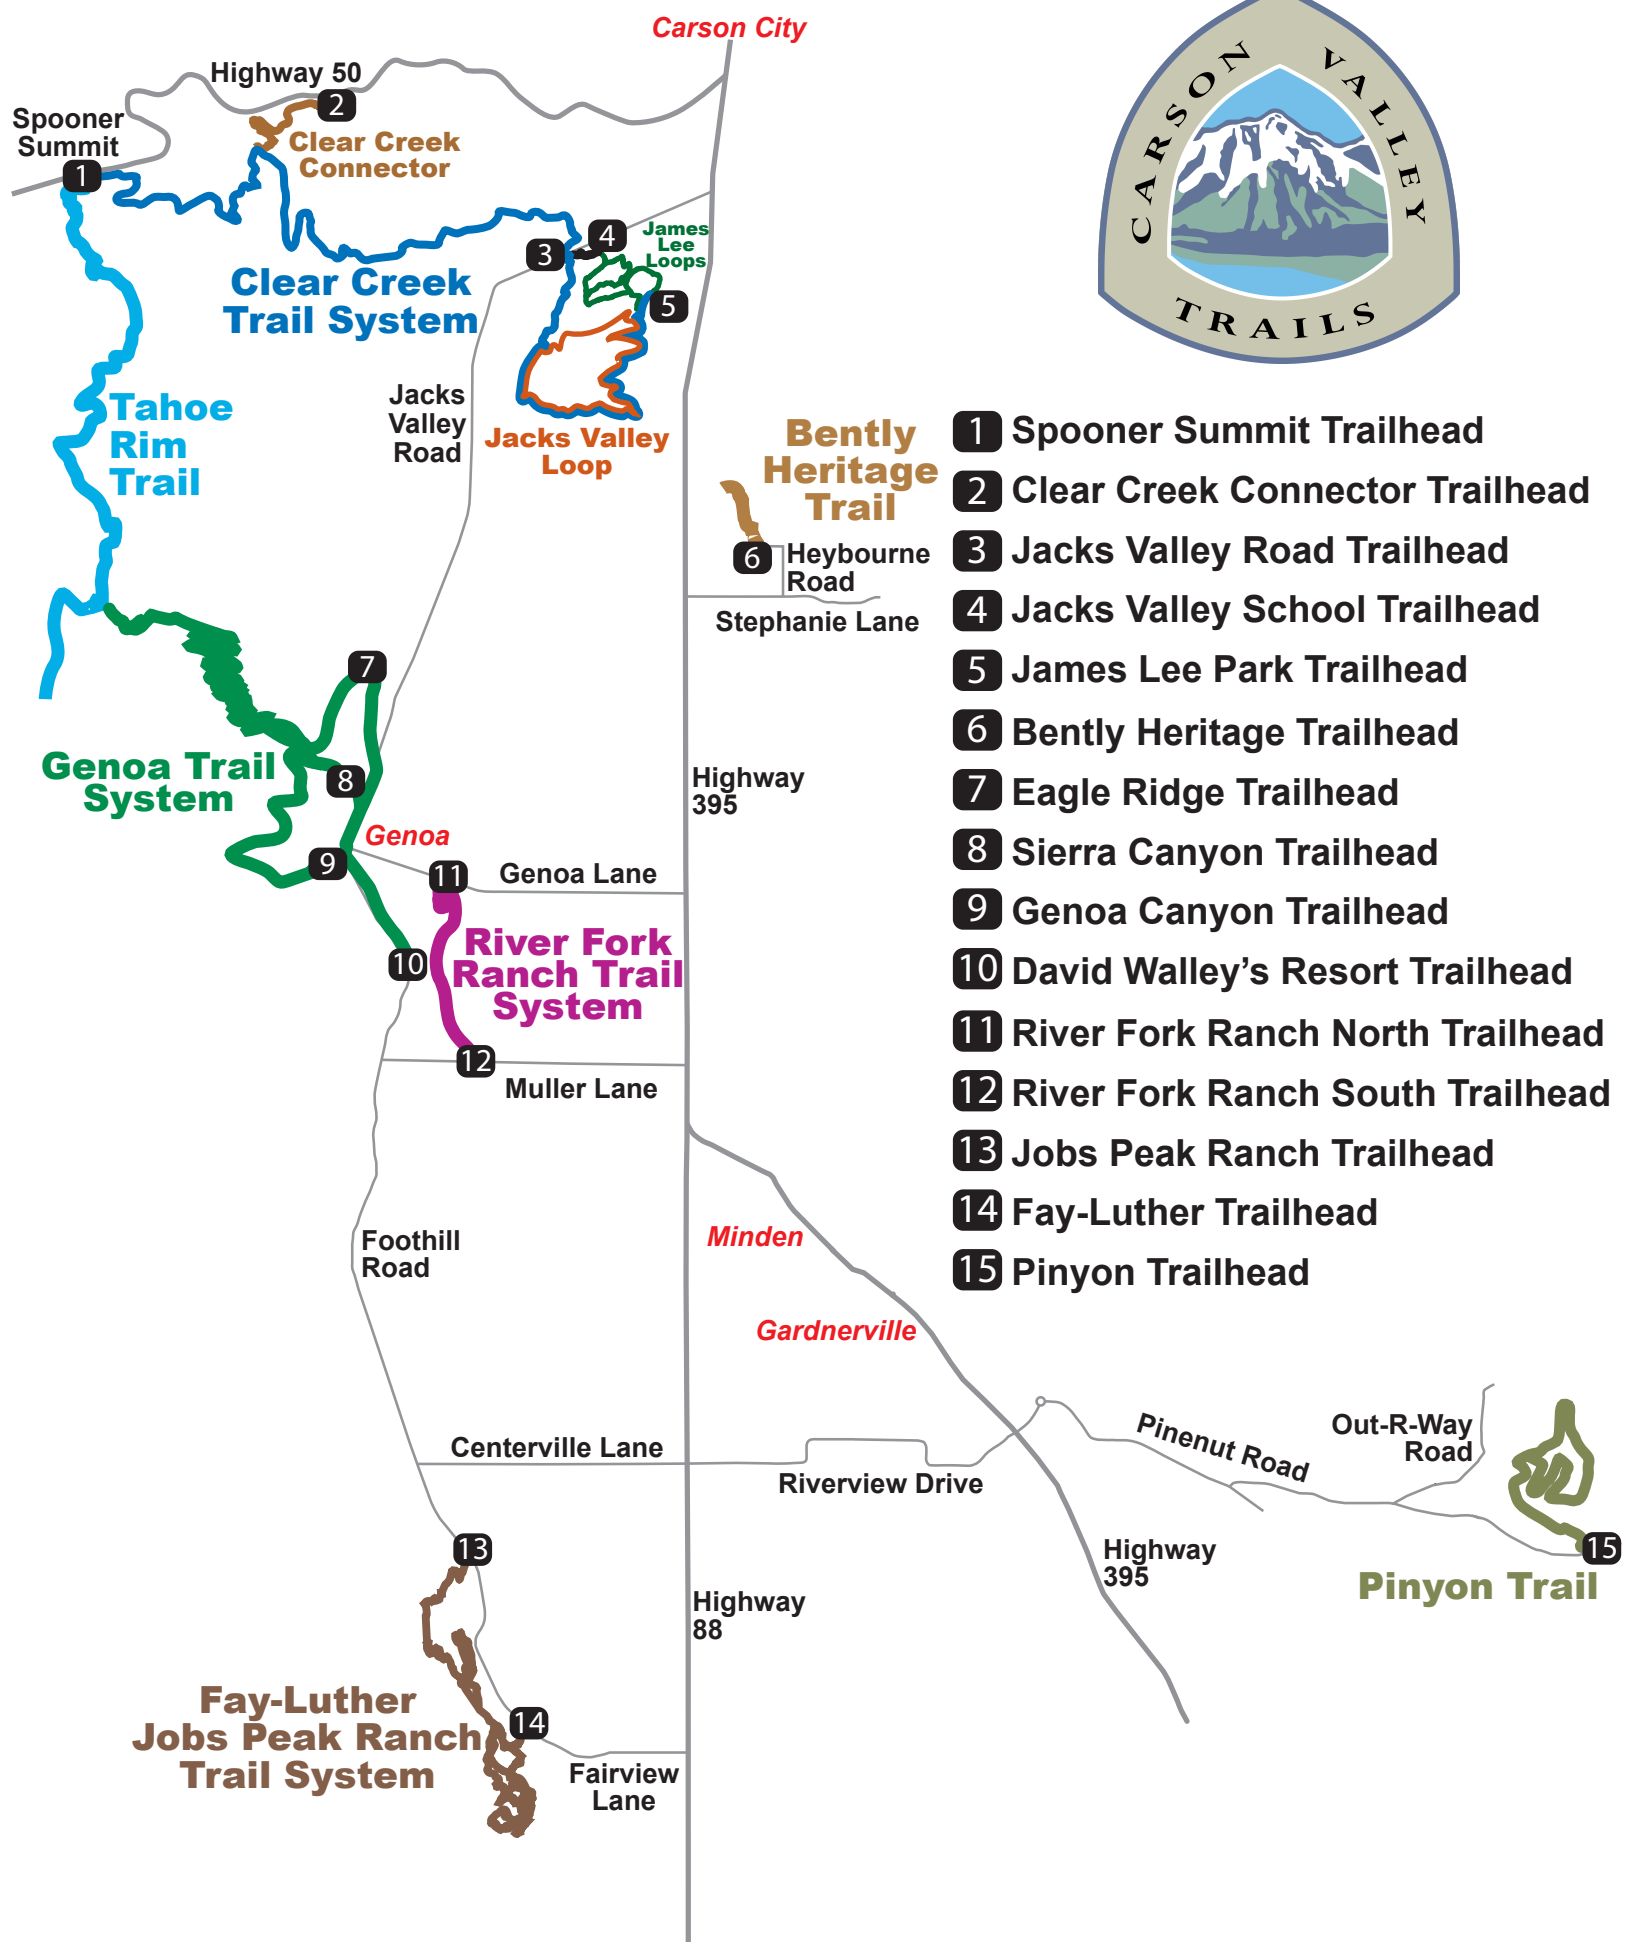 Carson City
Highway 50
2
Spooner
Summit
1
Clear Creek
Connector
CARSON VALLEY
TRAILS
3
4
James
Lee
Loops
5
Clear Creek
Trail System
Jacks
Valley
Road
Jacks Valley
Loop
Tahoe
Rim
Trail
Bently
Heritage
Trail
6
Heybourne
Road
Stephanie Lane
1 Spooner Summit Trailhead
2 Clear Creek Connector Trailhead
3 Jacks Valley Road Trailhead
4 Jacks Valley School Trailhead
5 James Lee Park Trailhead
6 Bently Heritage Trailhead
7 Eagle Ridge Trailhead
8 Sierra Canyon Trailhead
9 Genoa Canyon Trailhead
10 David Walley’s Resort Trailhead
11 River Fork Ranch North Trailhead
12 River Fork Ranch South Trailhead
13 Jobs Peak Ranch Trailhead
14 Fay-Luther Trailhead
15 Pinyon Trailhead
7
Genoa Trail
System
8
Highway
395
Genoa
9
11
Genoa Lane
10
River Fork
Ranch Trail
System
12
Muller Lane
Foothill
Road
Minden
Gardnerville
Centerville Lane
Riverview Drive
Pinenut Road
Out-R-Way
Road
13
Highway
395
15
Pinyon Trail
Highway
88
Fay-Luther
Jobs Peak Ranch
Trail System
14
Fairview
Lane